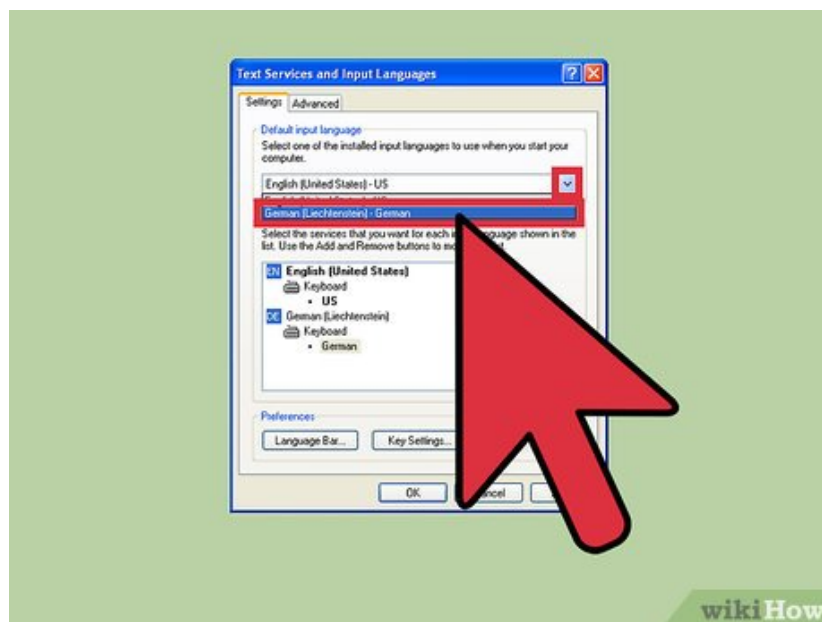 Text Services and Input Languages
Settings Advanced
Default input language
Select one of the installed input languages to use when you start your
computer.
English (United States) - US
German (Liechtenstein) - German
Select the services that you want for each shown in the
list. Use the Add and Remove buttons to
EN English (United States)
Keyboard
• US
DE German (Liechtenstein)
Keyboard
• German
Preferences
Language Bar... Key Settings...
OK
wikiHow